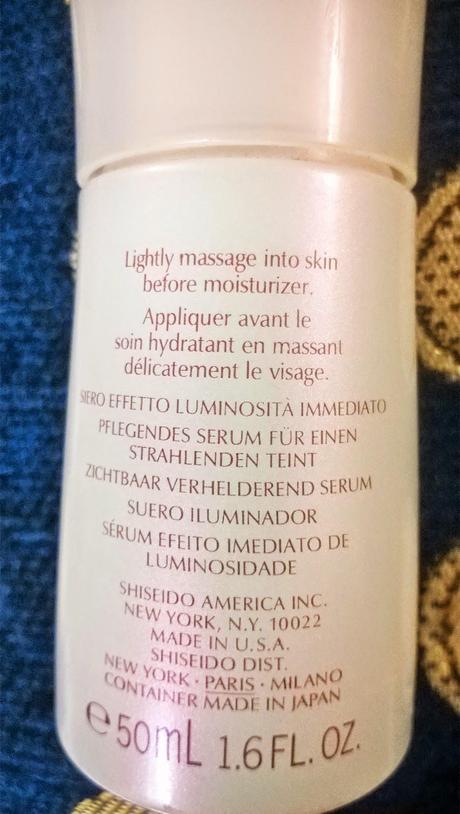 Lightly massage into skin
before moisturizer.
Appliquer avant le
soin hydratant en massant
délicatement le visage.
SIERO EFFETTO LUMINOSITÀ IMMEDIATO
PFLEGENDES SERUM FÜR EINEN
STRAHLENDEN TEINT
ZICHTBAAR VERHELDEREND SERUM
SUERO ILUMINADOR
SÉRUM EFEITO IMEDIATO DE
LUMINOSIDADE
SHISEIDO AMERICA INC.
NEW YORK, N.Y. 10022
MADE IN U.S.A.
SHISEIDO DIST.
NEW YORK · PARIS · MILANO
CONTAINER MADE IN JAPAN
℮50mL 1.6 FL. OZ.